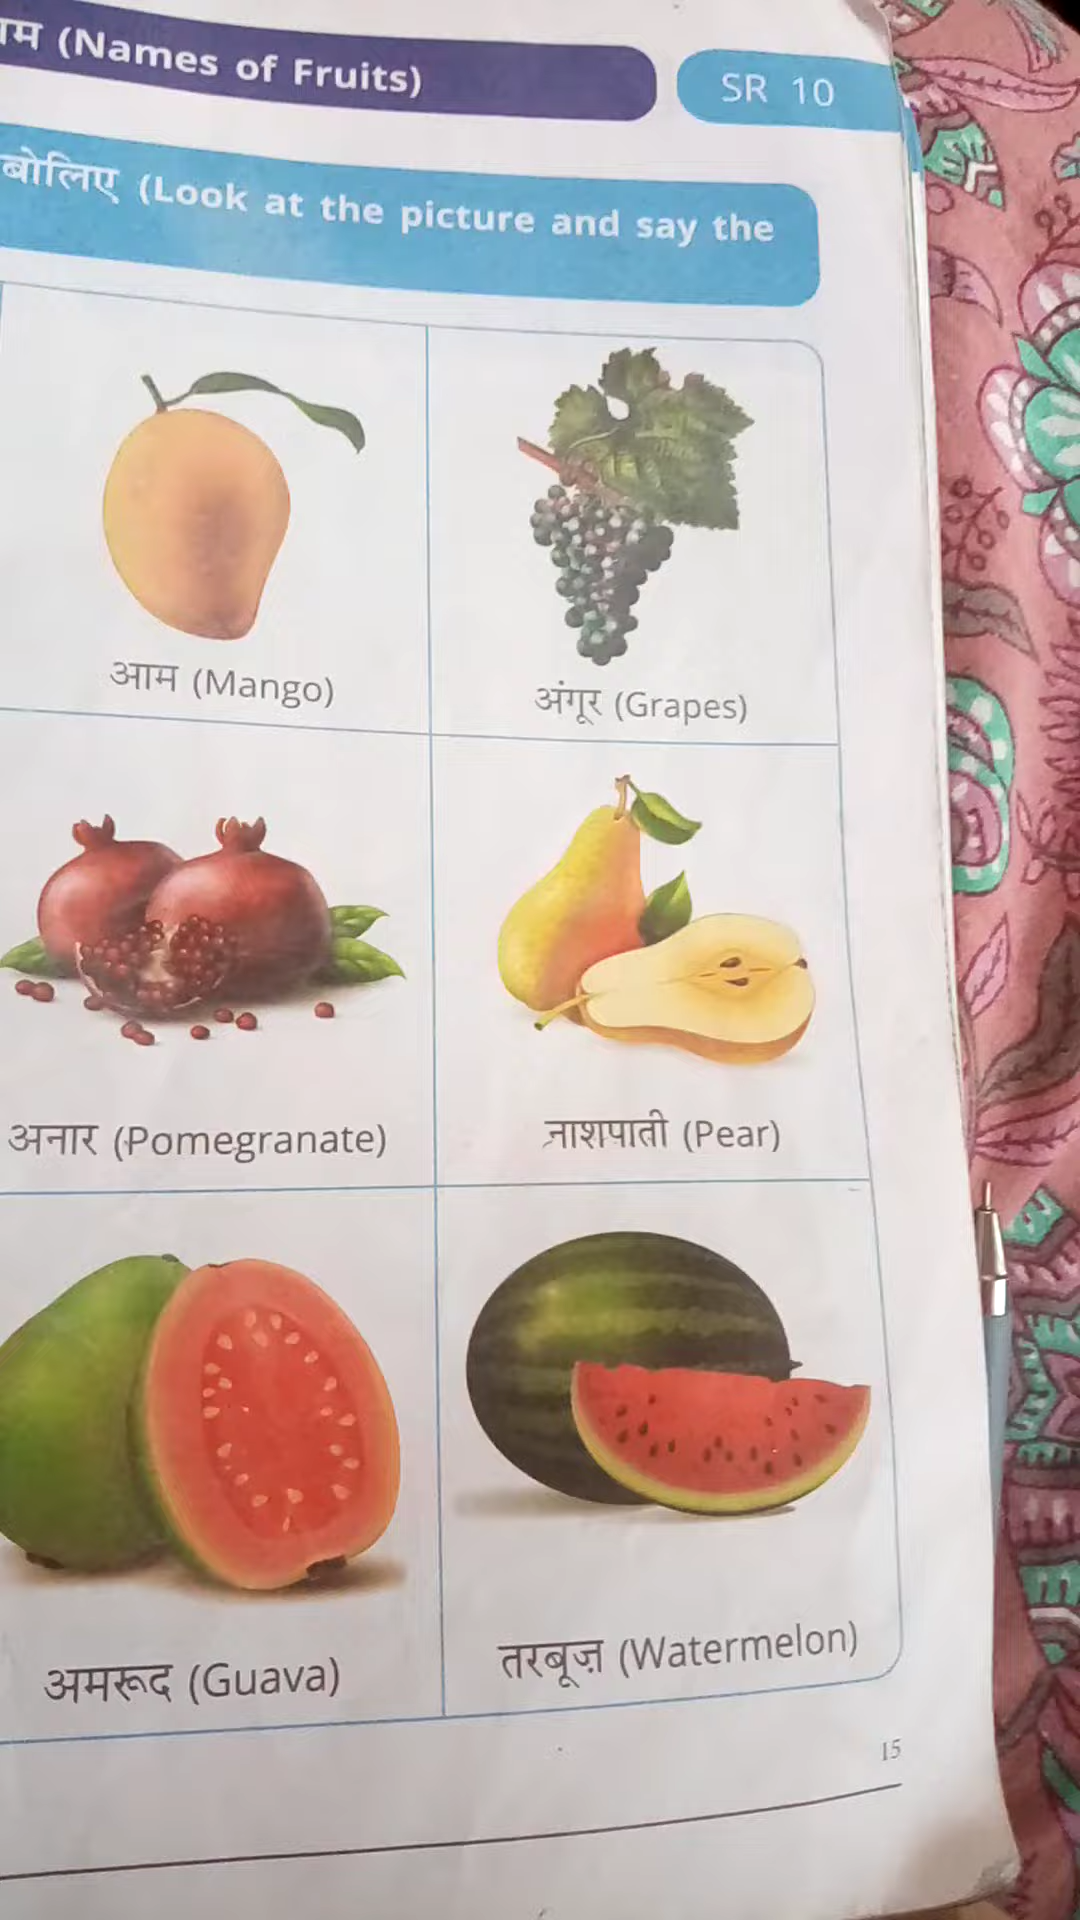 (Names of Fruits)
SR 10
बोलिए (Look at the picture and say the
आम (Mango)
अंगूर (Grapes)
अनार (Pomegranate)
नाशपाती (Pear)
अमरूद (Guava)
तरबूज़ (Watermelon)
15